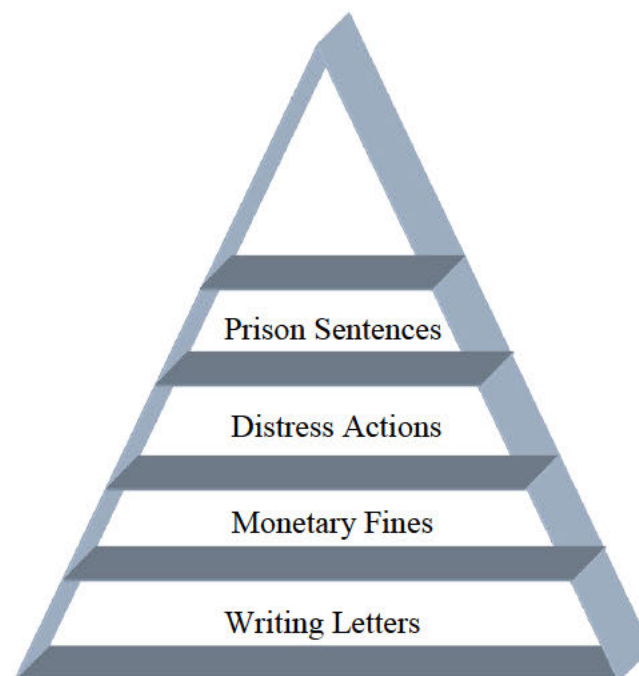 Prison Sentences
Distress Actions
Monetary Fines
Writing Letters